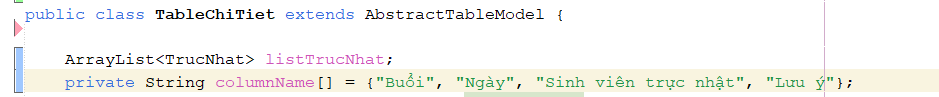 public class TableChiTiet extends AbstractTableModel {
ArrayList<TrucNhat> listTrucNhat;
private String columnName[] = {"Buổi", "Ngày", "Sinh viên trực nhật", "Lưu ý"};